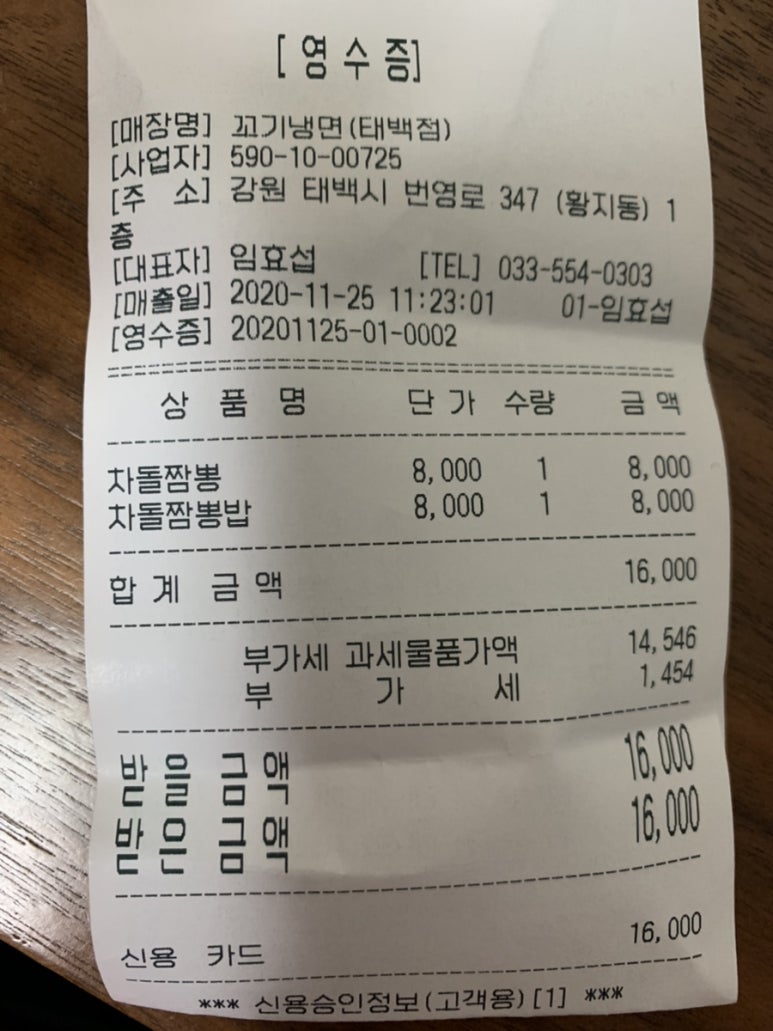 [ 영 수 증]
[매장명] 꼬기냉면(태백점)
[사업자] 590-10-00725
[주 소] 강원 태백시 번영로 347 (황지동) 1
층
[대표자] 임효섭 [TEL] 033-554-0303
[매출일] 2020-11-25 11:23:01 01-임효섭
[영수증] 20201125-01-0002
상 품 명 단 가 수량 금 액
차돌짬뽕 8,000 1 8,000
차돌짬뽕밥 8,000 1 8,000
합 계 금 액 16,000
부가세 과세물품가액 14,546
부 가 세 1,454
받 을 금 액 16,000
받 은 금 액 16,000
신용 카드 16,000
*** 신용승인정보(고객용)[1] ***